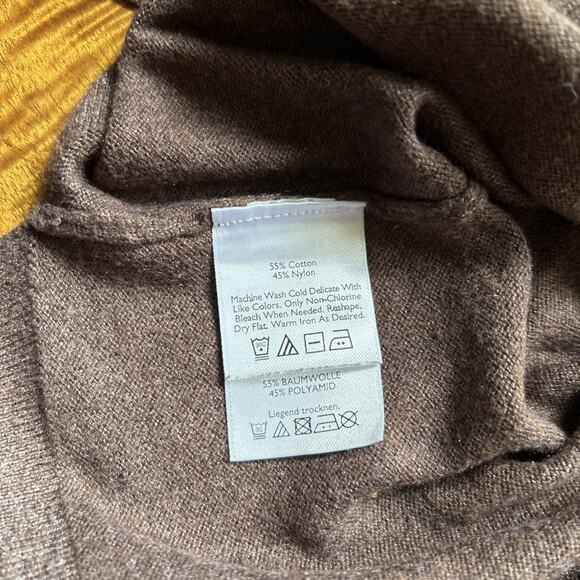 55% Cotton
45% Nylon
Machine Wash Cold Delicate With
Like Colors. Only Non-Chlorine
Bleach When Needed. Reshape,
Dry Flat. Warm Iron As Desired.
55% BAUMWOLLE
45% POLYAMID
Liegend trocknen.